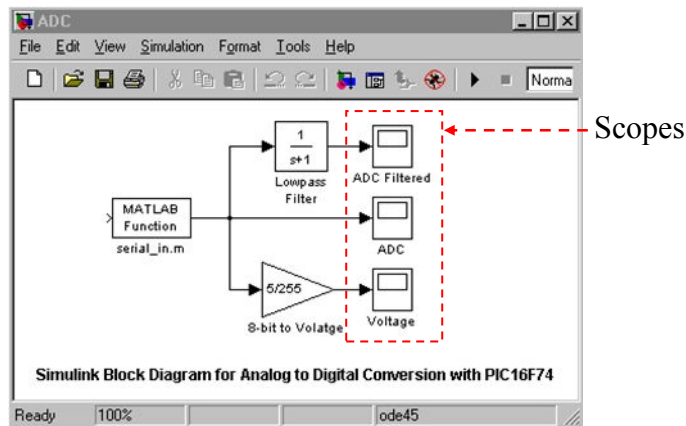 ADC
File Edit View Simulation Format Tools Help
Norma
1
s+1
Lowpass
Filter
ADC Filtered
Scopes
MATLAB
Function
serial_in.m
ADC
5/255
8-bit to Volatge
Voltage
Simulink Block Diagram for Analog to Digital Conversion with PIC16F74
Ready 100% ode45